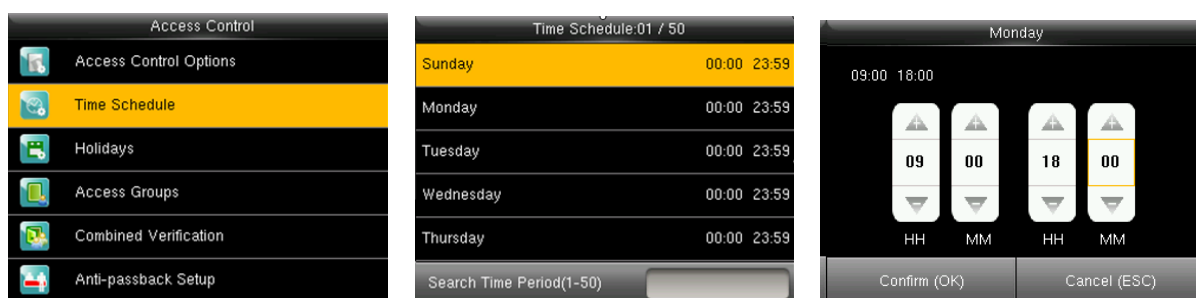 Access Control
Access Control Options
Time Schedule
Holidays
Access Groups
Combined Verification
Anti-passback Setup
Time Schedule:01 / 50
Sunday 00:00 23:59
Monday 00:00 23:59
Tuesday 00:00 23:59
Wednesday 00:00 23:59
Thursday 00:00 23:59
Search Time Period(1-50)
Monday
09:00 18:00
09 00 18 00
HH MM HH MM
Confirm (OK) Cancel (ESC)